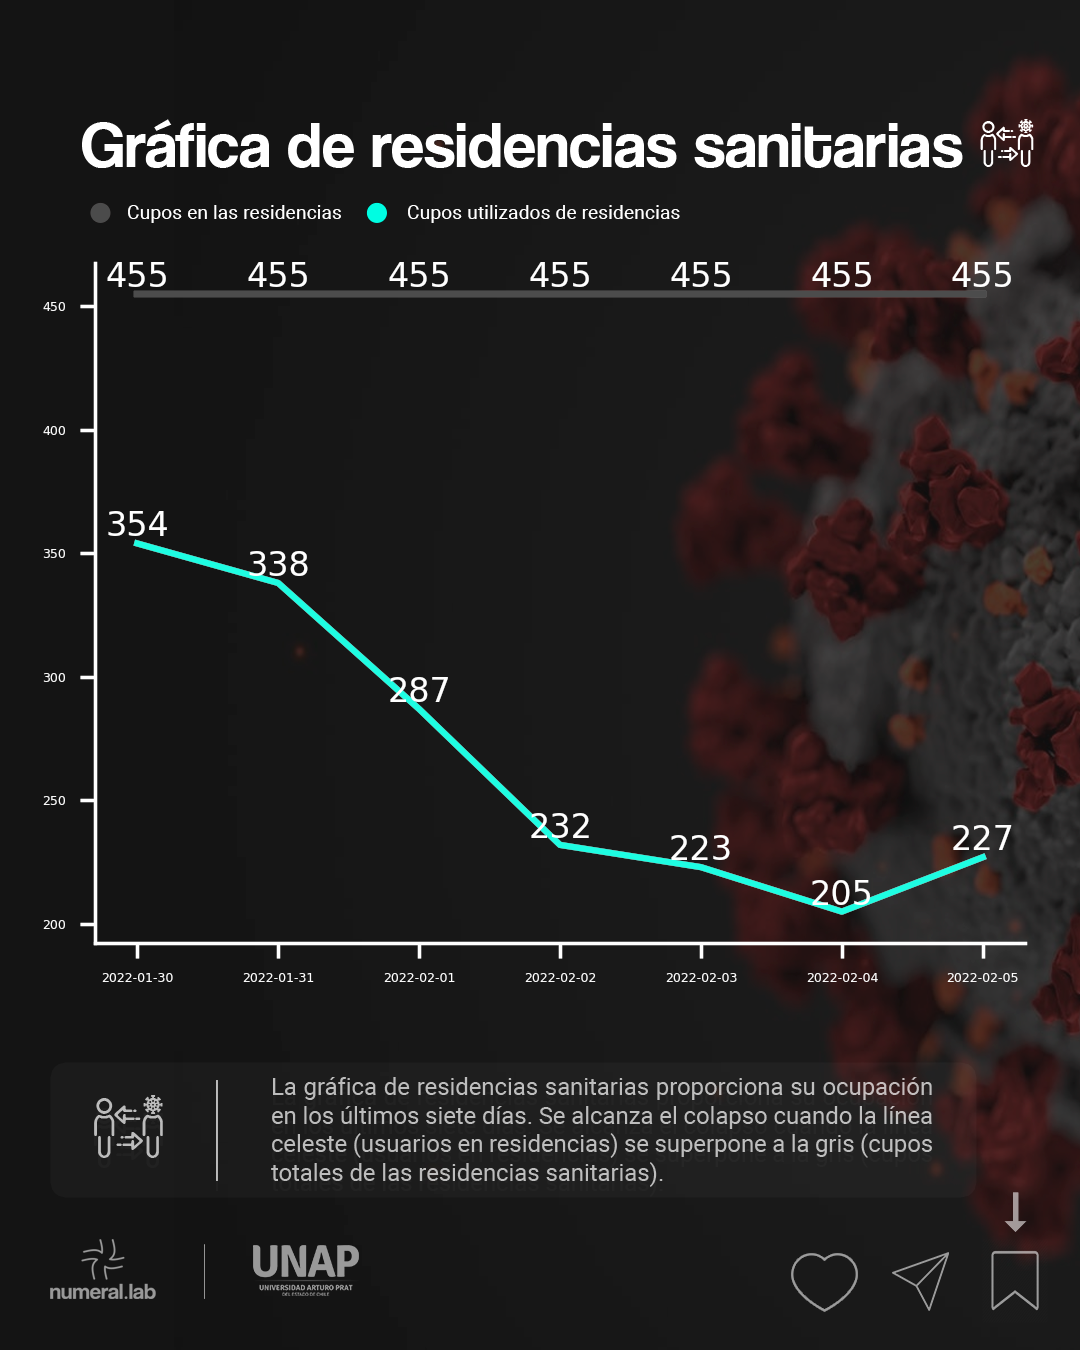 Gráfica de residencias sanitarias
Cupos en las residencias Cupos utilizados de residencias
455 455 455 455 455 455 455
450
400
350
300
250
200
354
338
287
232
223
205
227
2022-01-30 2022-01-31 2022-02-01 2022-02-02 2022-02-03 2022-02-04 2022-02-05
La gráfica de residencias sanitarias proporciona su ocupación
en los últimos siete días. Se alcanza el colapso cuando la línea
celeste (usuarios en residencias) se superpone a la gris (cupos
totales de las residencias sanitarias).
numeral.lab
UNAP
UNIVERSIDAD ARTURO PRAT
DEL ESTADO DE CHILE